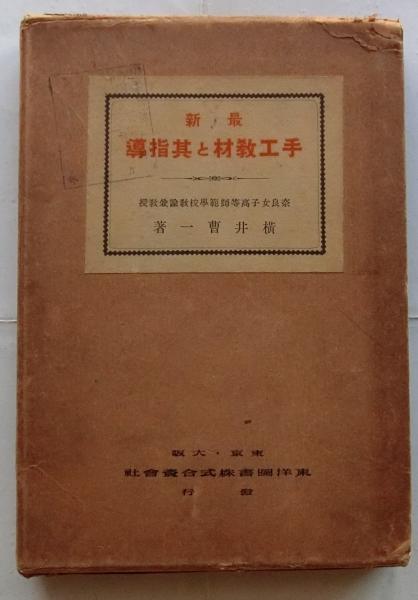 最新
手工教材と其指導
奈良女子高等師範學校教諭兼教授
橫井曹一著
東京・大阪
東洋圖書株式合資會社
發行